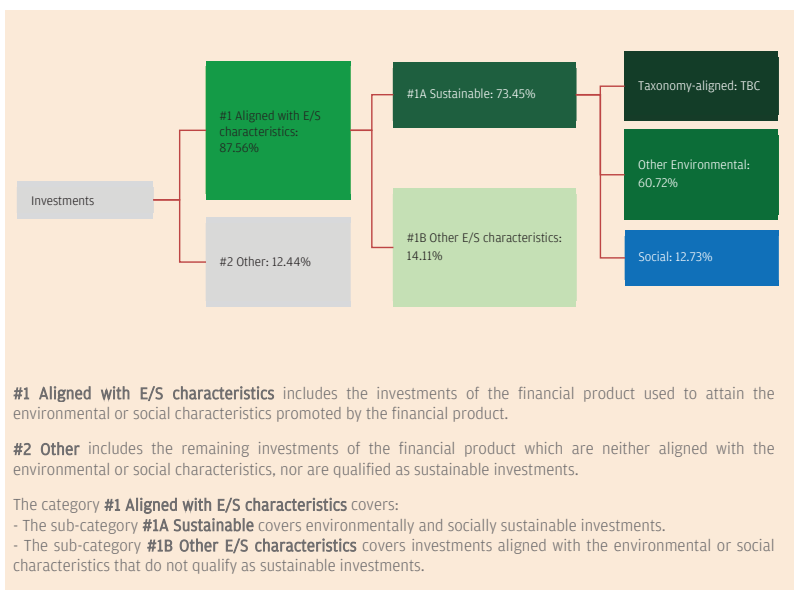 Investments
#1 Aligned with E/S
characteristics:
87.56%
#2 Other: 12.44%
#1A Sustainable: 73.45%
#1B Other E/S characteristics:
14.11%
Taxonomy-aligned: TBC
Other Environmental:
60.72%
Social: 12.73%
#1 Aligned with E/S characteristics includes the investments of the financial product used to attain the
environmental or social characteristics promoted by the financial product.
#2 Other includes the remaining investments of the financial product which are neither aligned with the
environmental or social characteristics, nor are qualified as sustainable investments.
The category #1 Aligned with E/S characteristics covers:
- The sub-category #1A Sustainable covers environmentally and socially sustainable investments.
- The sub-category #1B Other E/S characteristics covers investments aligned with the environmental or social
characteristics that do not qualify as sustainable investments.